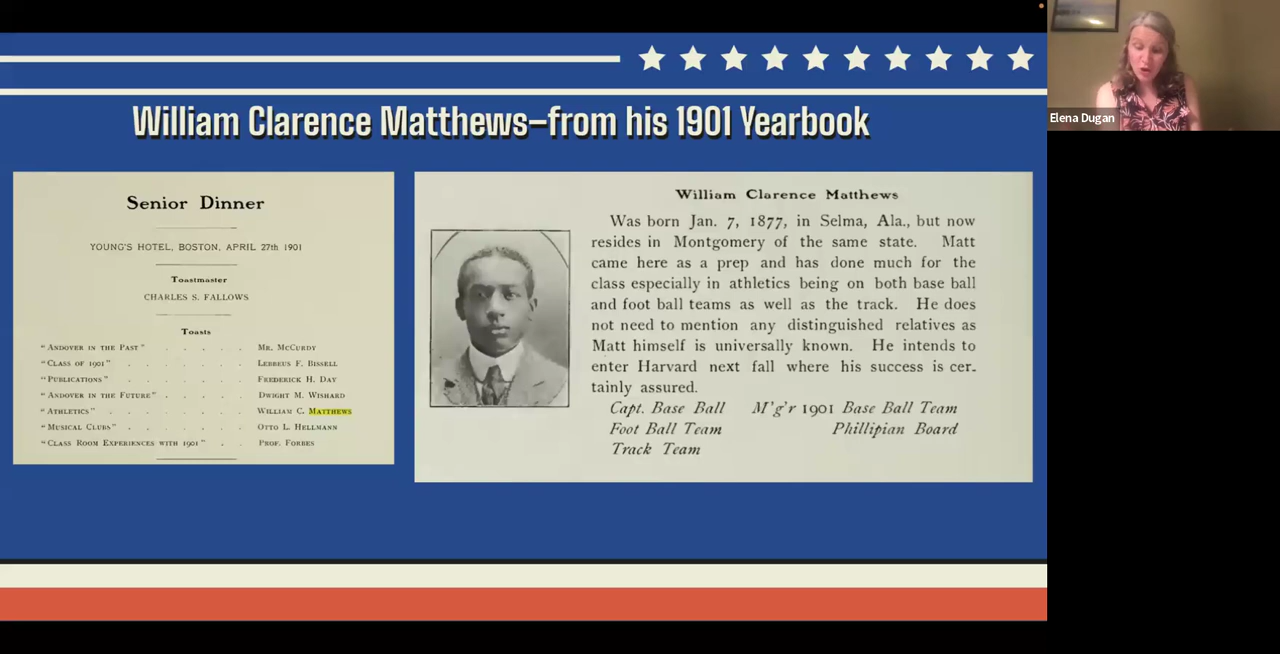 William Clarence Matthews–from his 1901 Yearbook
Senior Dinner
YOUNG'S HOTEL, BOSTON, APRIL 27th 1901
Toastmaster
CHARLES S. FALLOWS
Toasts
"ANDOVER IN THE PAST" . . . . . MR. MCCURDY
"CLASS OF 1901" . . . . . . LEBBEUS F. BISSELL
"PUBLICATIONS" . . . . . . FREDERICK H. DAY
"ANDOVER IN THE FUTURE" . . . . . DWIGHT M. WISHARD
"ATHLETICS" . . . . . . . WILLIAM C. MATTHEWS
"MUSICAL CLUBS" . . . . . . OTTO L. HELLMANN
"CLASS ROOM EXPERIENCES WITH 1901" . . . PROF. FORBES
William Clarence Matthews
Was born Jan. 7, 1877, in Selma, Ala., but now
resides in Montgomery of the same state. Matt
came here as a prep and has done much for the
class especially in athletics being on both base ball
and foot ball teams as well as the track. He does
not need to mention any distinguished relatives as
Matt himself is universally known. He intends to
enter Harvard next fall where his success is cer-
tainly assured.
Capt. Base Ball M'g'r 1901 Base Ball Team
Foot Ball Team Phillipian Board
Track Team
Elena Dugan